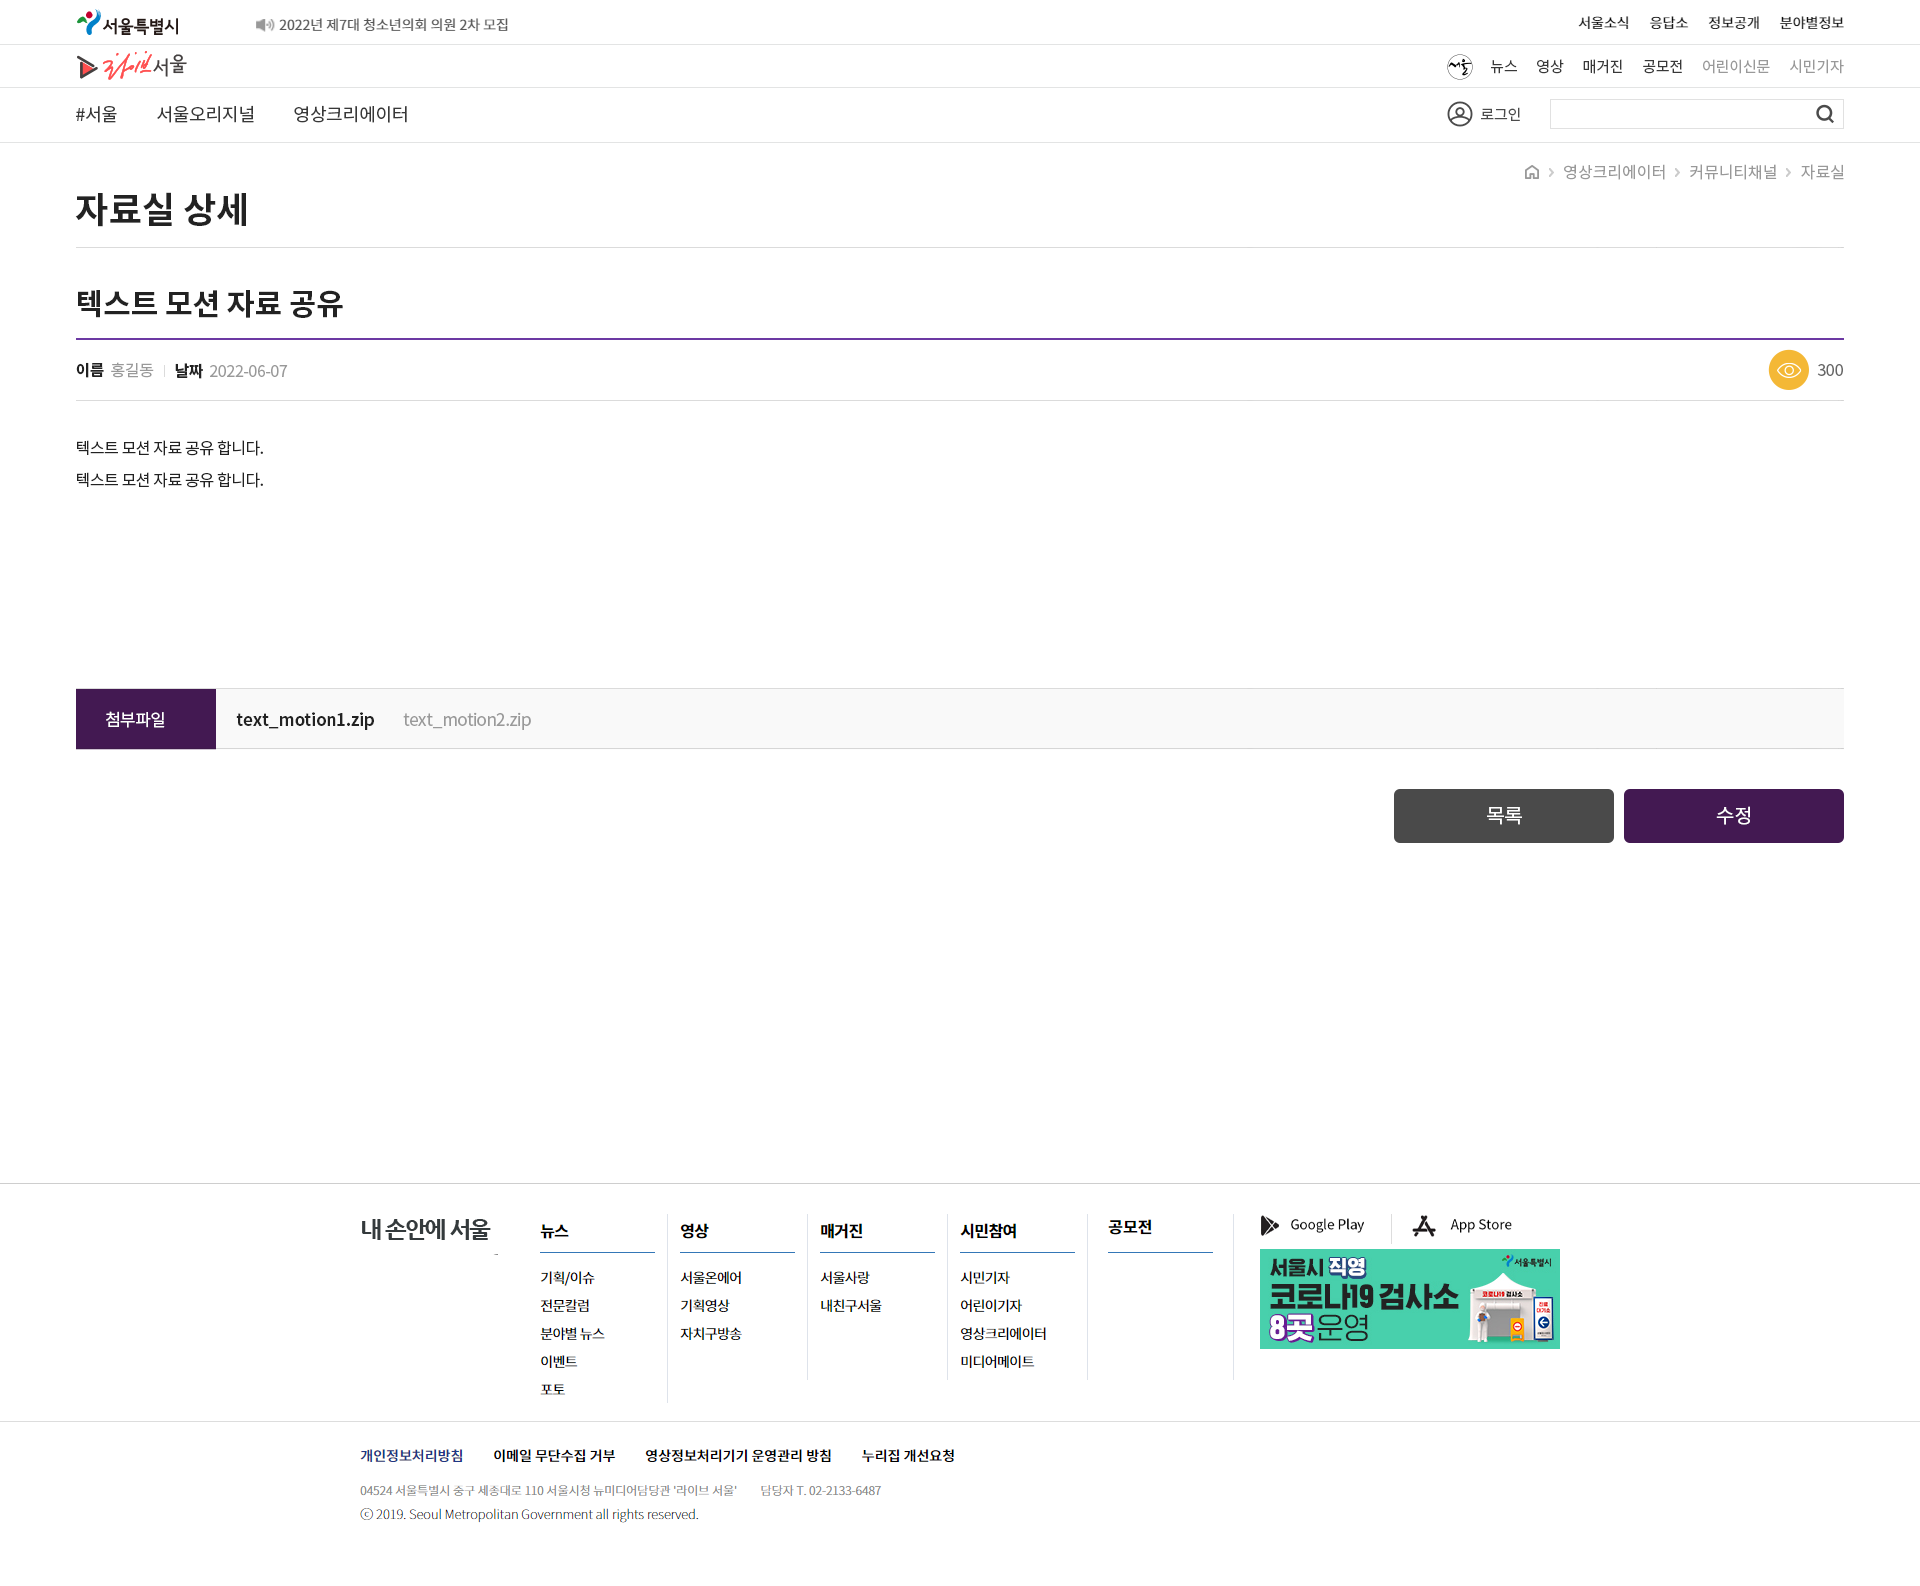 서울특별시
2022년 제7대 청소년의회 의원 2차 모집
서울소식 응답소 정보공개 분야별정보
라이브서울
서울 뉴스 영상 매거진 공모전 어린이신문 시민기자
#서울 서울오리지널 영상크리에이터
로그인
영상크리에이터 > 커뮤니티채널 > 자료실
자료실 상세
텍스트 모션 자료 공유
이름 홍길동 날짜 2022-06-07
300
텍스트 모션 자료 공유 합니다.
텍스트 모션 자료 공유 합니다.
첨부파일 text_motion1.zip text_motion2.zip
목록 수정
내 손안에 서울
뉴스
기획/이슈
전문칼럼
분야별 뉴스
이벤트
포토
영상
서울온에어
기획영상
자치구방송
매거진
서울사랑
내친구서울
시민참여
시민기자
어린이기자
영상크리에이터
미디어메이트
공모전
Google Play App Store
서울특별시
서울시 직영
코로나19 검사소
8곳 운영
코로나19 검사소
개인정보처리방침 이메일 무단수집 거부 영상정보처리기기 운영관리 방침 누리집 개선요청
04524 서울특별시 중구 세종대로 110 서울시청 뉴미디어담당관 '라이브 서울' 담당자 T. 02-2133-6487
ⓒ 2019. Seoul Metropolitan Government all rights reserved.